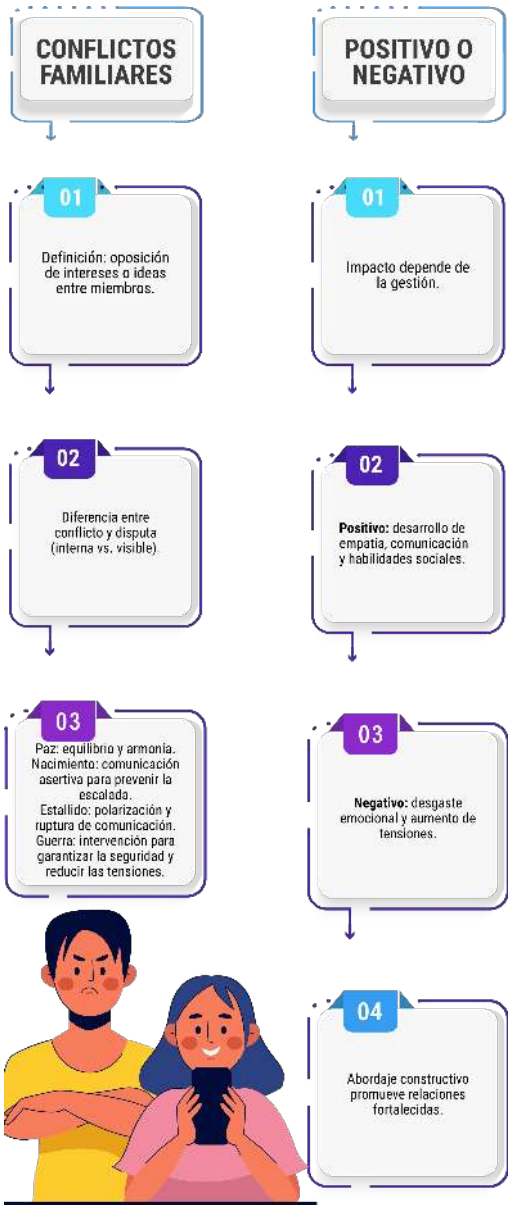 CONFLICTOS
FAMILIARES
01
Definición: oposición
de intereses o ideas
entre miembros.
02
Diferencia entre
conflicto y disputa
(interna vs. visible)
03
Paz: equilibrio y armonía.
Nacimiento: comunicación
asertiva para prevenir la
escalada.
Estallido: polarización y
ruptura de comunicación.
Guerra: intervención para
garantizar la seguridad y
reducir las tensiones.
POSITIVO O
NEGATIVO
01
Impacto depende de
la gestión.
02
Positivo: desarrollo de
empatía, comunicación
y habilidades sociales.
03
Negativo: desgaste
emocional y aumento de
tensiones.
04
Abordaje constructivo
promueve relaciones
fortalecidas.